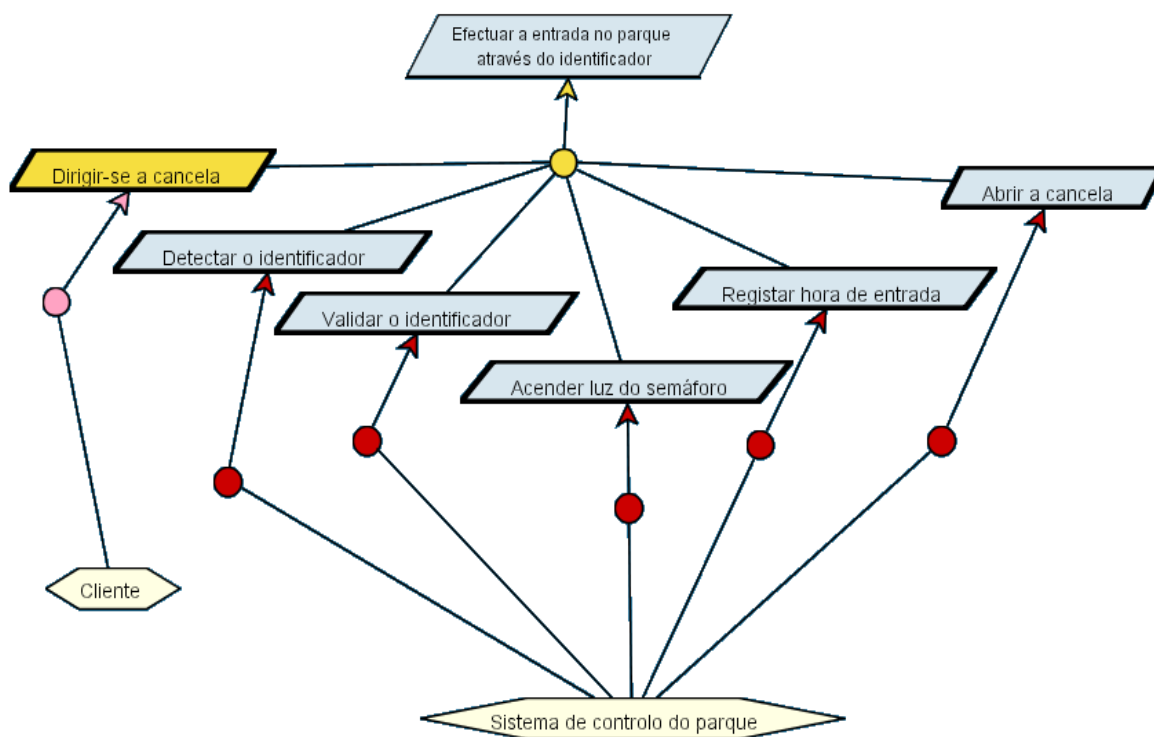 Efectuar a entrada no parque
através do identificador
Dirigir-se a cancela
Abrir a cancela
Detectar o identificador
Registar hora de entrada
Validar o identificador
Acender luz do semáforo
Cliente
Sistema de controlo do parque